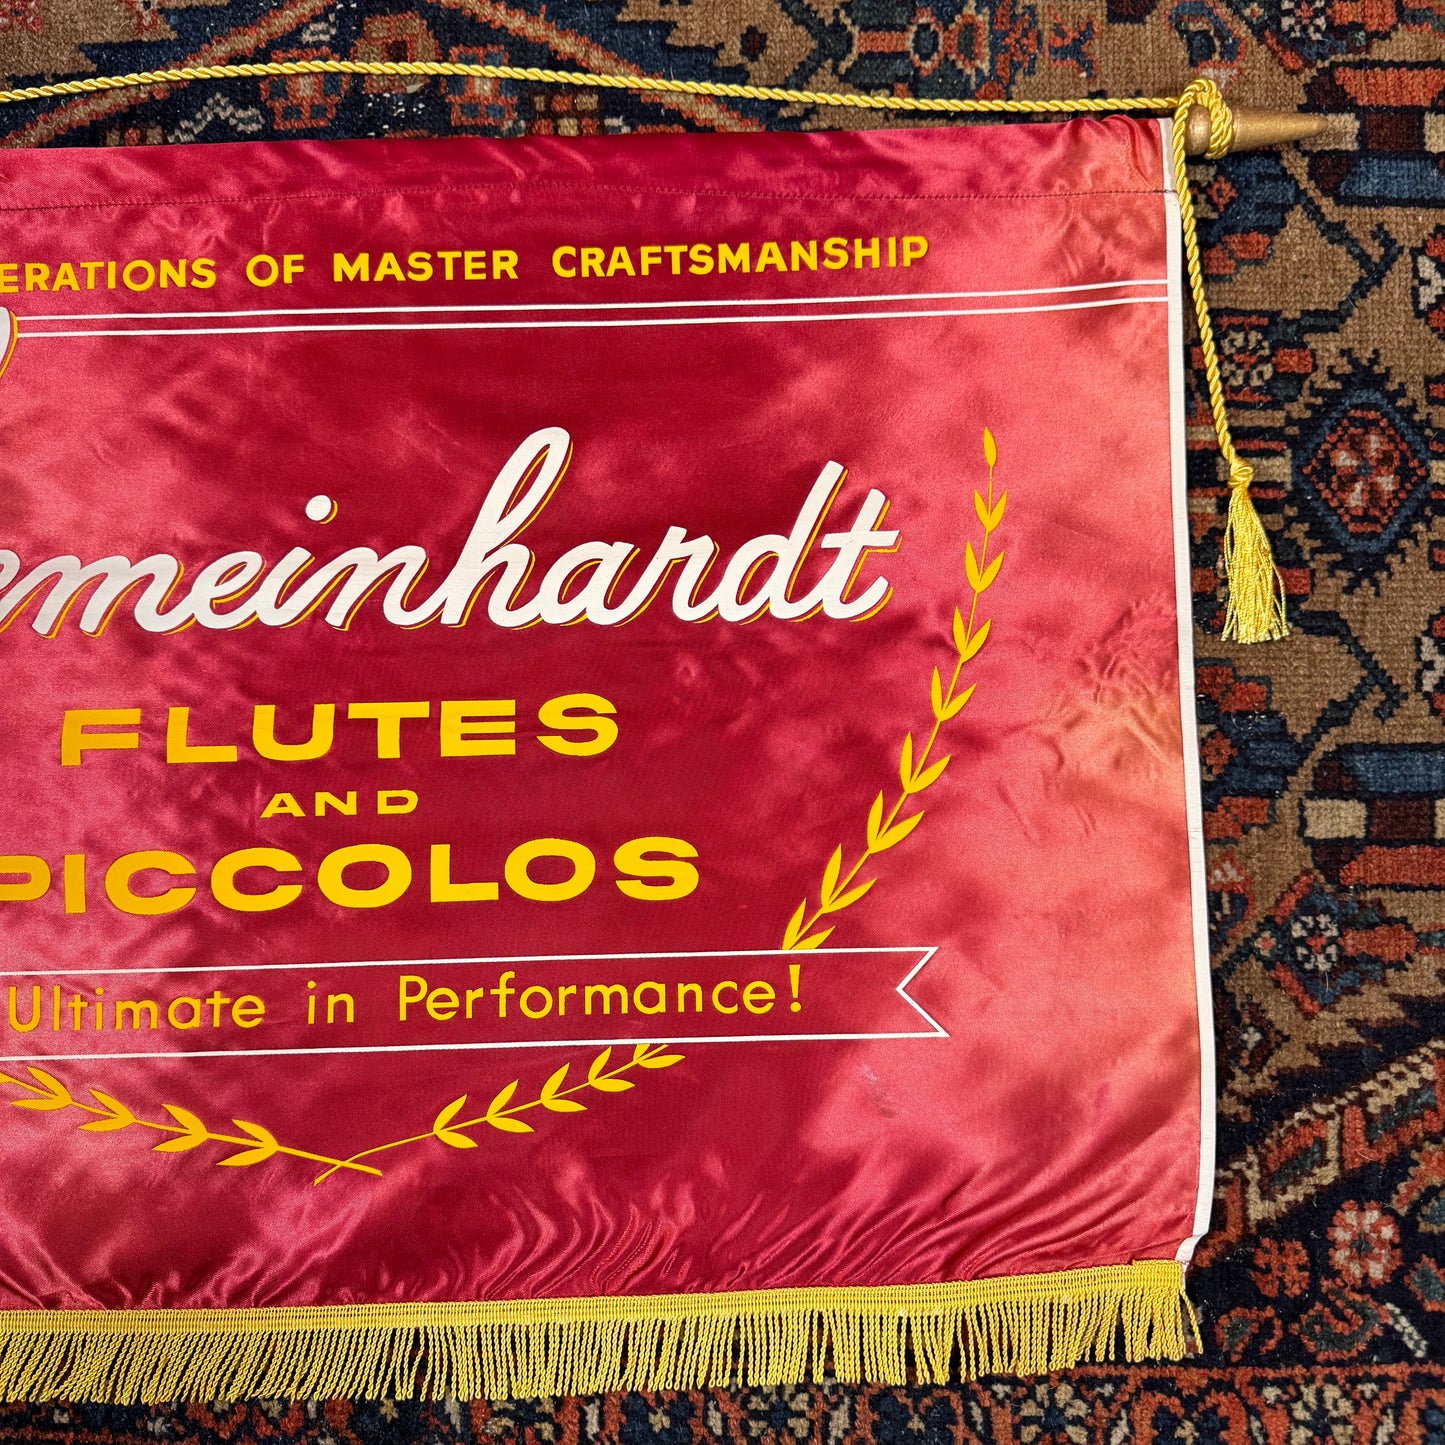 ERATIONS OF MASTER CRAFTSMANSHIP
emeinhardt
FLUTES
AND
PICCOLOS
Ultimate in Performance!